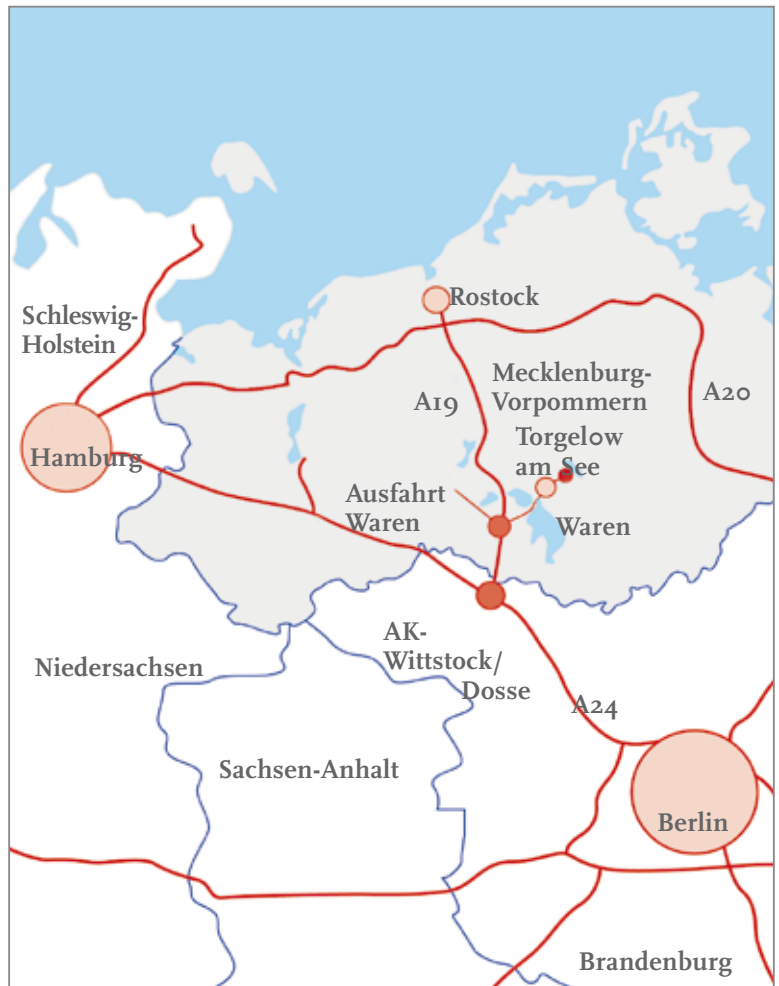 Rostock
Schleswig-
Holstein
Mecklenburg-
Vorpommern
A19
A20
Torgelow
am See
Hamburg
Ausfahrt
Waren
Waren
AK-
Wittstock/
Dosse
Niedersachsen
A24
Sachsen-Anhalt
Berlin
Brandenburg